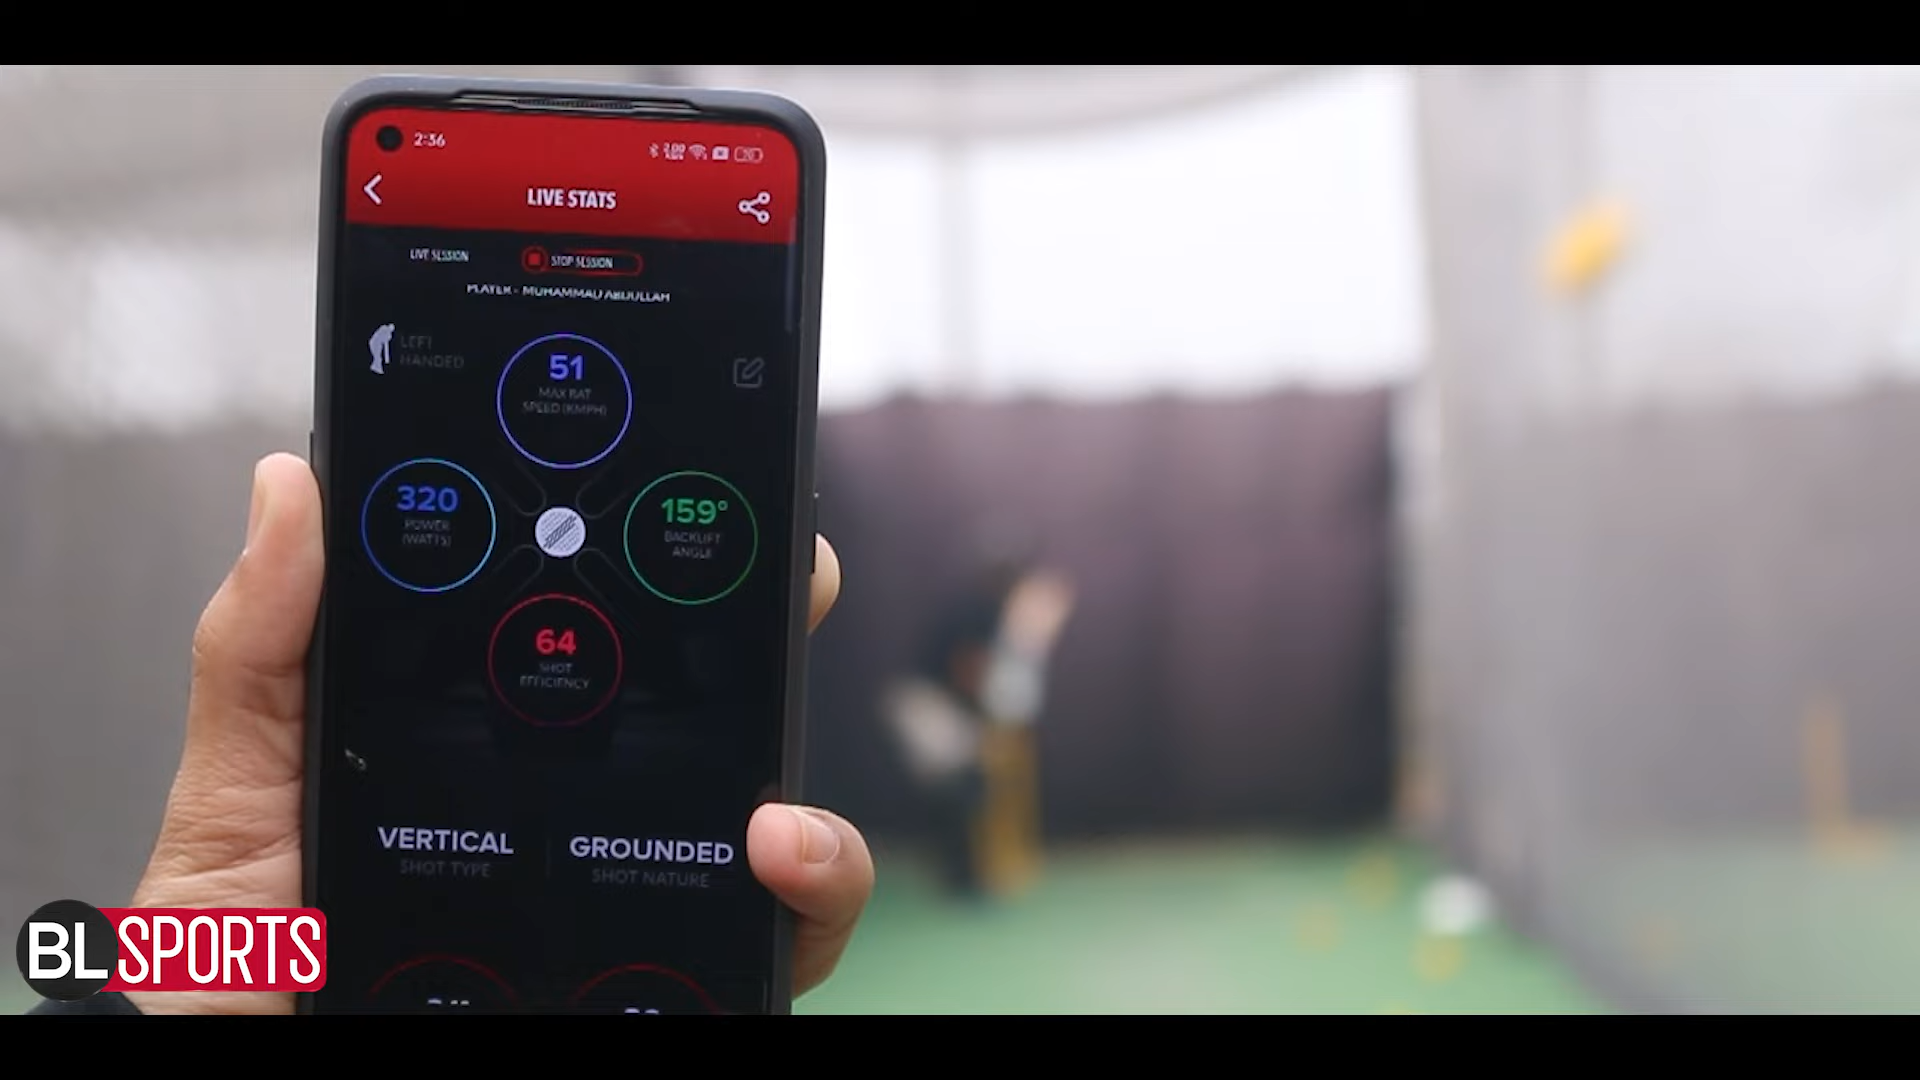 2:36
LIVE STATS
LIVE SESSION
STOP SESSION
PLAYER - MUHAMMAD ABDULLAH
LEFT
HANDED
51
MAX BAT
SPEED (KMPH)
320
POWER
(WATTS)
159°
BACKLIFT
ANGLE
64
SHOT
EFFICIENCY
VERTICAL
SHOT TYPE
GROUNDED
SHOT NATURE
BL SPORTS